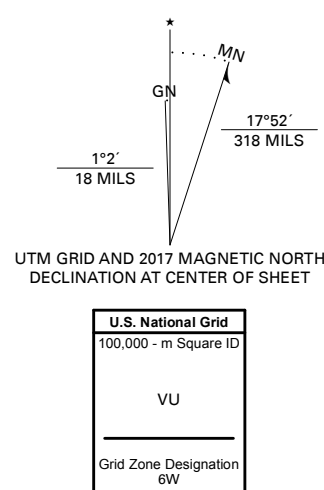 ★
MN
GN
17°52´
318 MILS
1°2´
18 MILS
UTM GRID AND 2017 MAGNETIC NORTH
DECLINATION AT CENTER OF SHEET
U.S. National Grid
100,000 - m Square ID
VU
Grid Zone Designation
6W